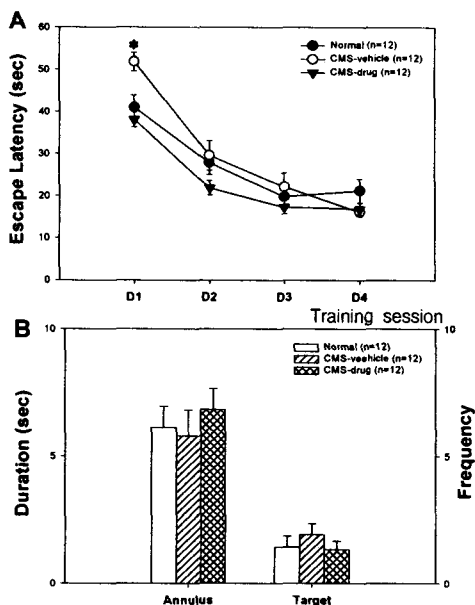 A
*
Escape Latency (sec)
60
50
40
30
20
10
0
Normal (n=12)
CMS-vehicle (n=12)
CMS-drug (n=12)
D1 D2 D3 D4
Training session
B
Duration (sec)
10
5
0
Normal (n=12)
CMS-veehicle (n=12)
CMS-drug (n=12)
10
5
0
Frequency
Annulus Target